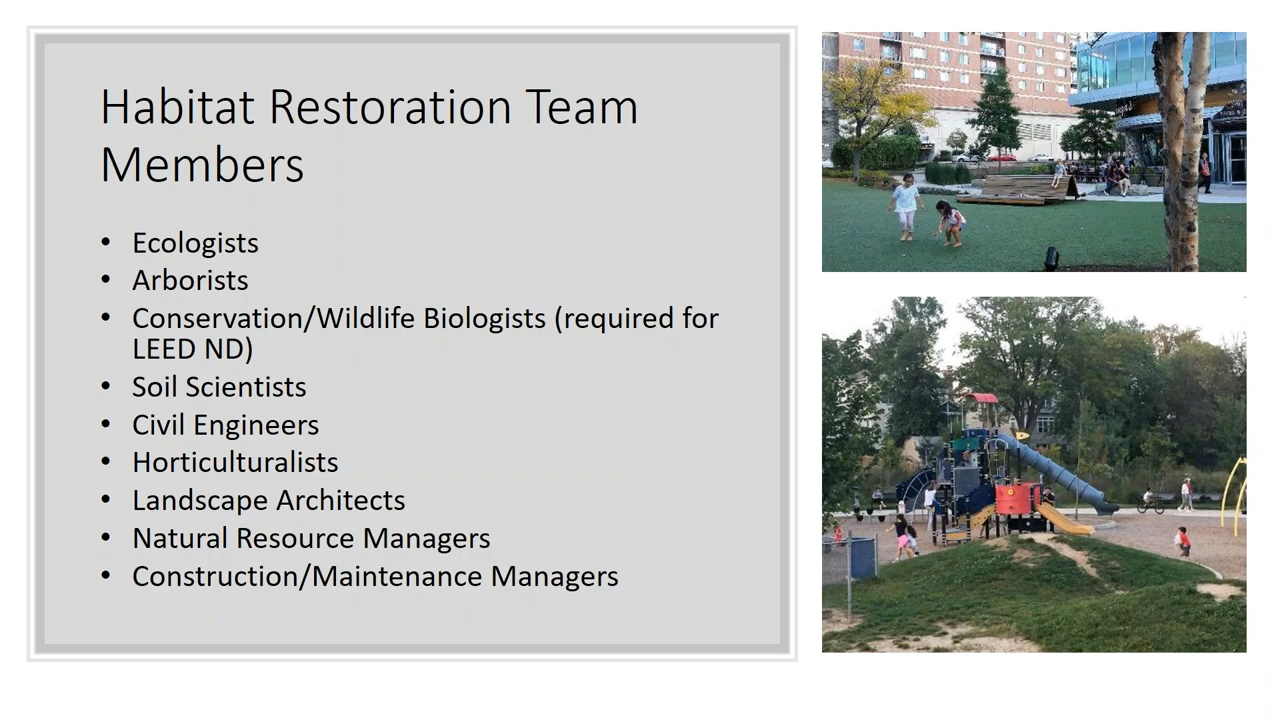 Habitat Restoration Team
Members
• Ecologists
• Arborists
• Conservation/Wildlife Biologists (required for
LEED ND)
• Soil Scientists
• Civil Engineers
• Horticulturalists
• Landscape Architects
• Natural Resource Managers
• Construction/Maintenance Managers